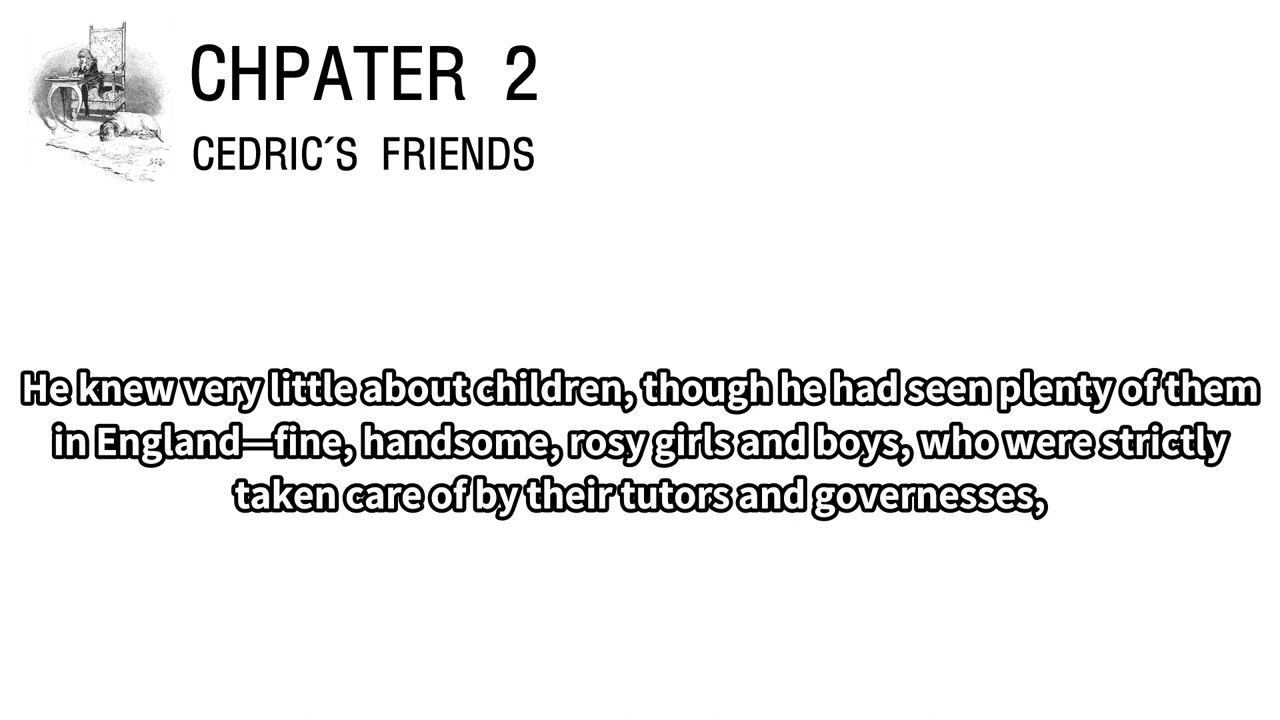 CHPATER 2
CEDRIC´S FRIENDS
He knew very little about children, though he had seen plenty of them
in England—fine, handsome, rosy girls and boys, who were strictly
taken care of by their tutors and governesses,